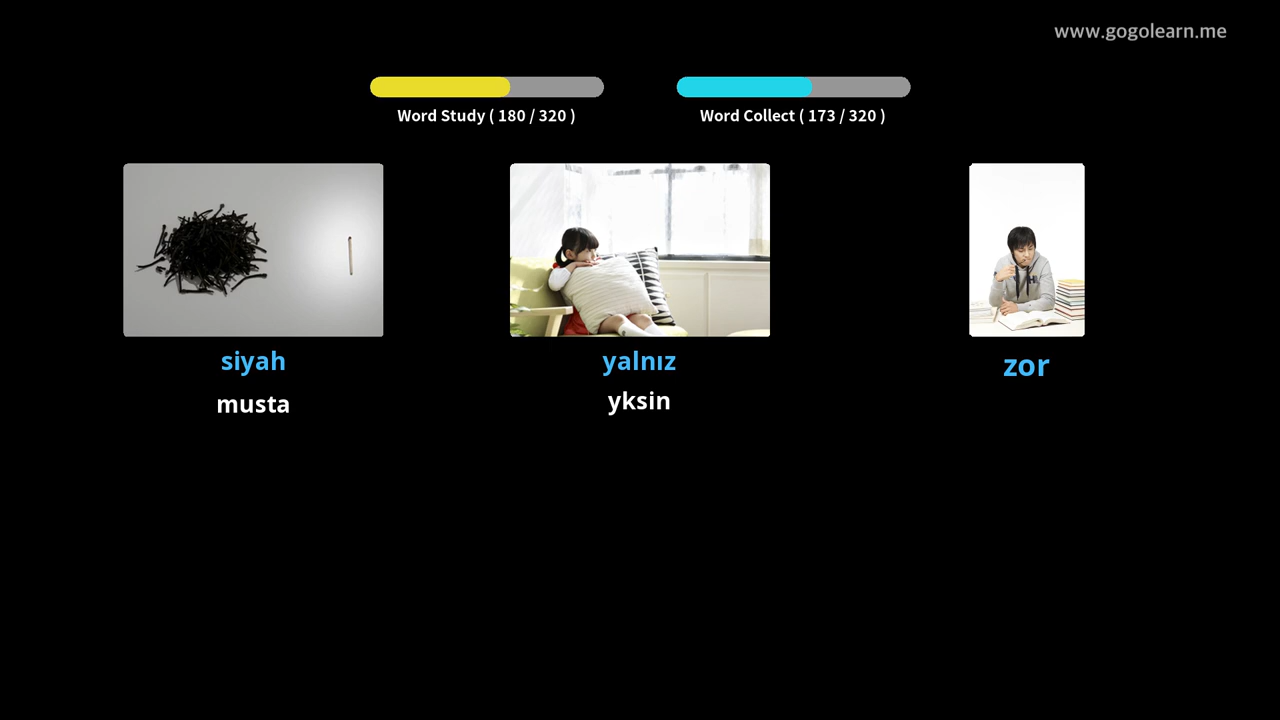 www.gogolearn.me
Word Study ( 180 / 320 )
Word Collect ( 173 / 320 )
siyah
musta
yalnız
yksin
zor